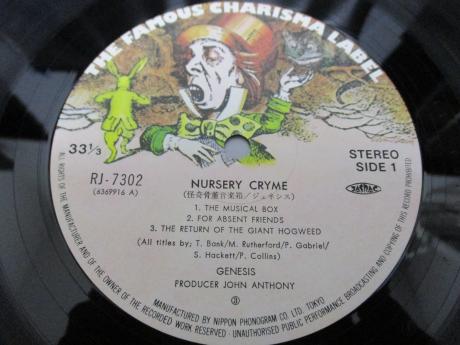 THE FAMOUS CHARISMA LABEL
33 1/3
STEREO
SIDE 1
RJ-7302
(6369916 A)
NURSERY CRYME
(怪奇骨董音楽箱／ジェネシス)
1. THE MUSICAL BOX
2. FOR ABSENT FRIENDS
3. THE RETURN OF THE GIANT HOGWEED
(All titles by; T. Bank/M. Rutherford/P. Gabriel/
S. Hackett/P. Collins)
GENESIS
PRODUCER JOHN ANTHONY
③
ALL RIGHTS OF THE MANUFACTURER AND OF THE OWNER OF THE RECORDED WORK RESERVED · UNAUTHORISED PUBLIC PERFORMANCE BROADCASTING AND COPYING OF THIS RECORD PROHIBITED
MANUFACTURED BY NIPPON PHONOGRAM CO. LTD. TOKYO.